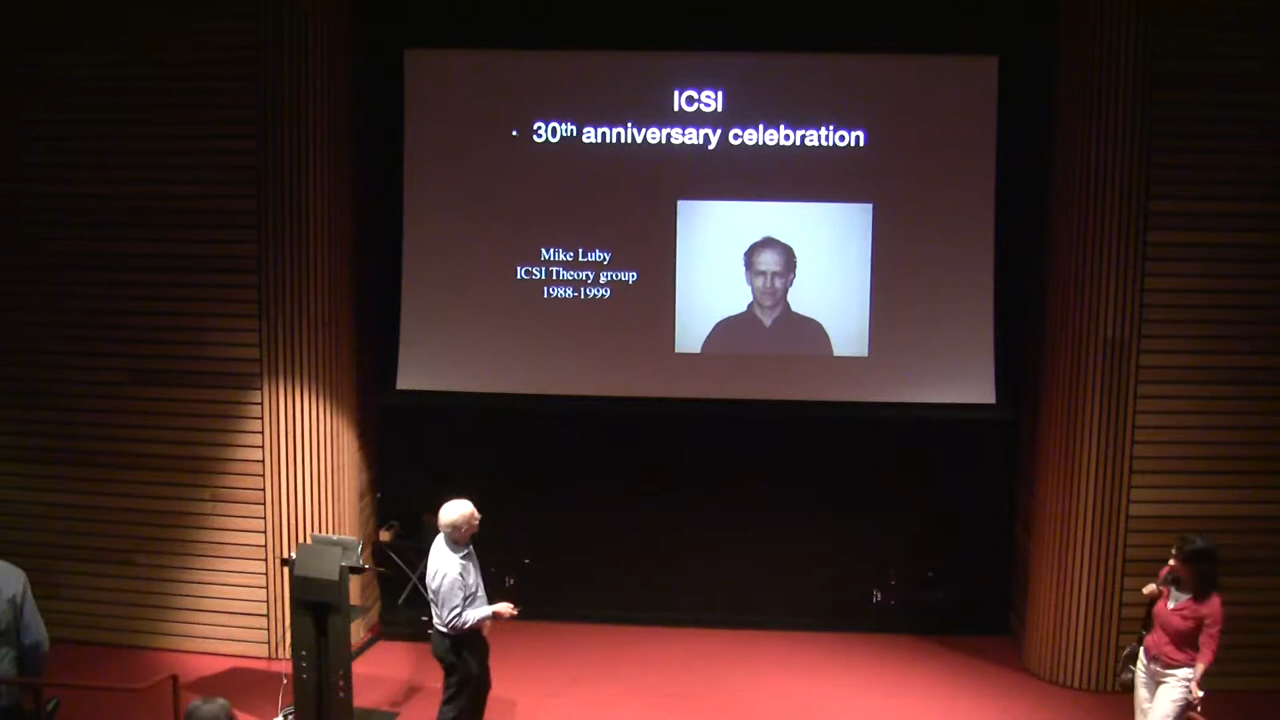 ICSI
· 30th anniversary celebration
Mike Luby
ICSI Theory group
1988-1999